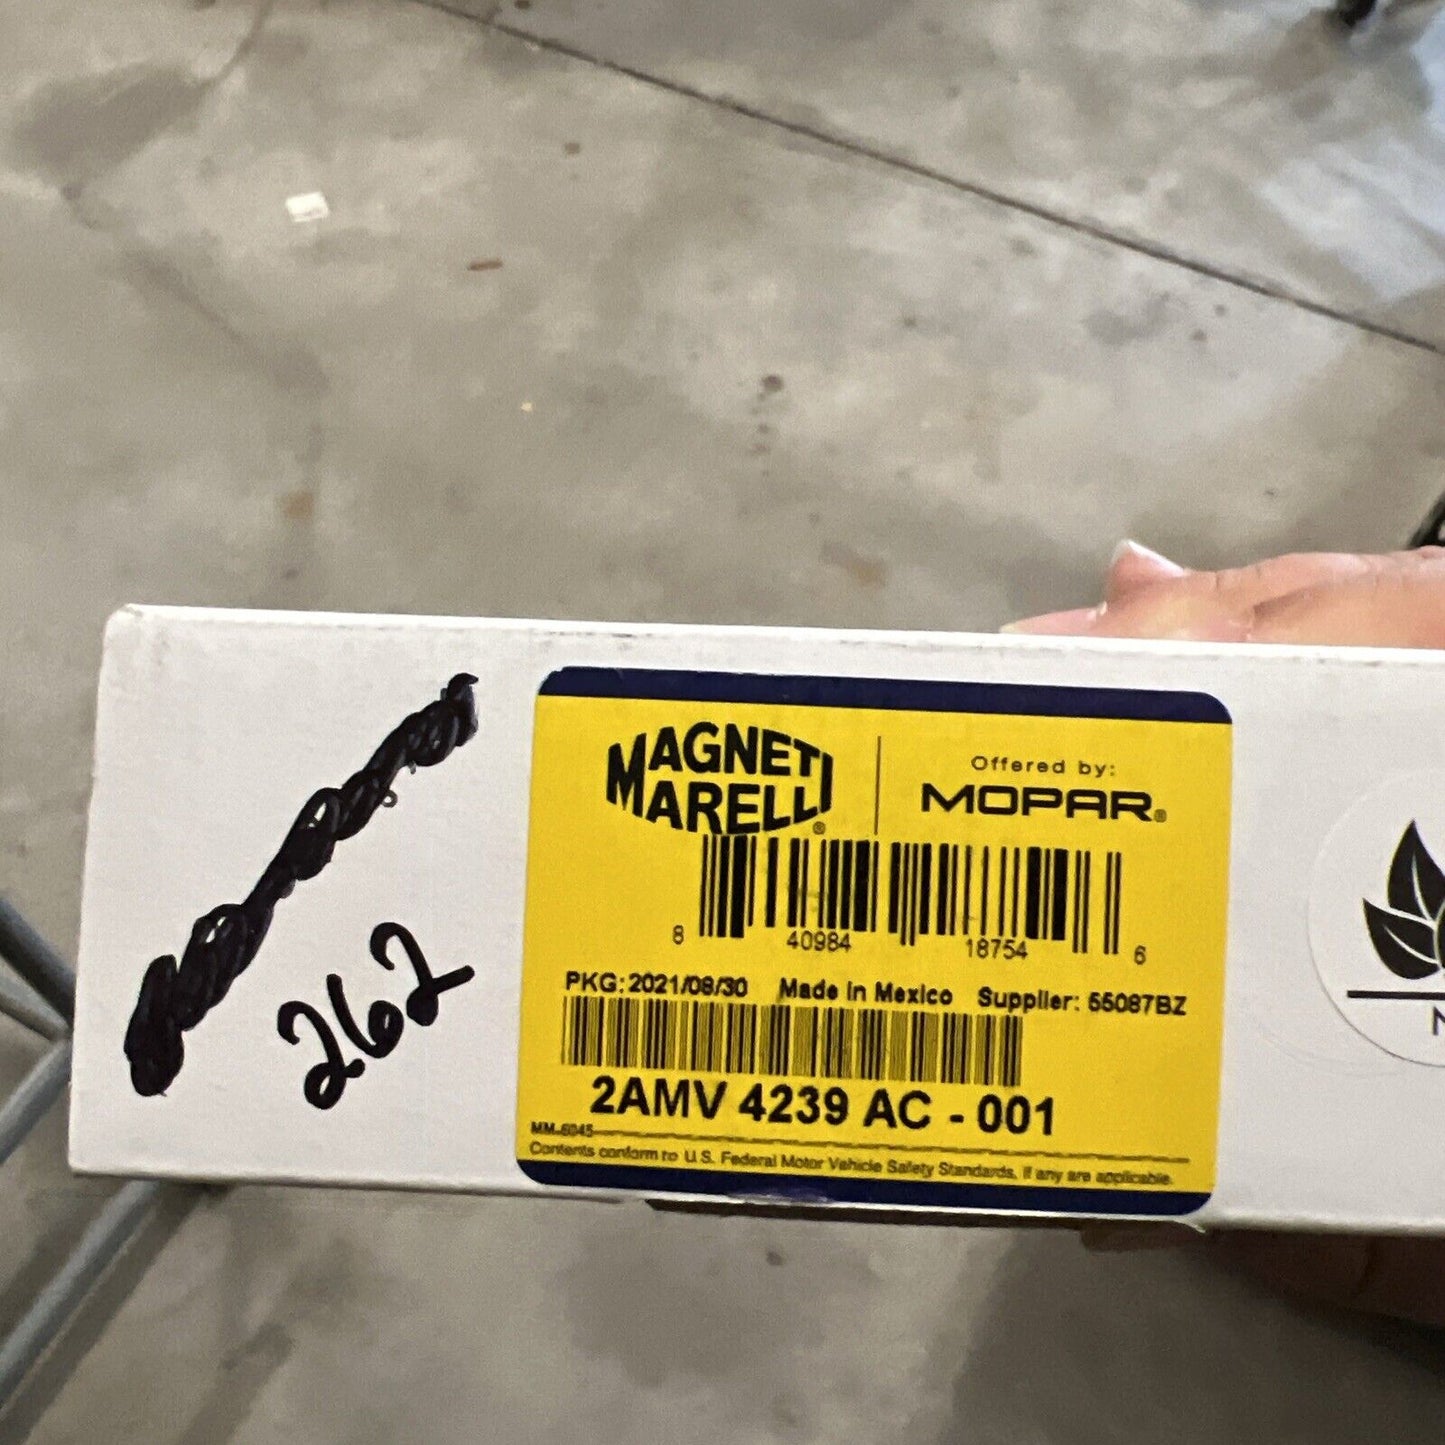 262
MAGNETI
MARELLI®
Offered by:
MOPAR®
8 40984 18754 6
PKG: 2021/08/30 Made in Mexico Supplier: 55087BZ
2AMV 4239 AC - 001
MM-6045
Contents conform to U.S. Federal Motor Vehicle Safety Standards, if any are applicable.